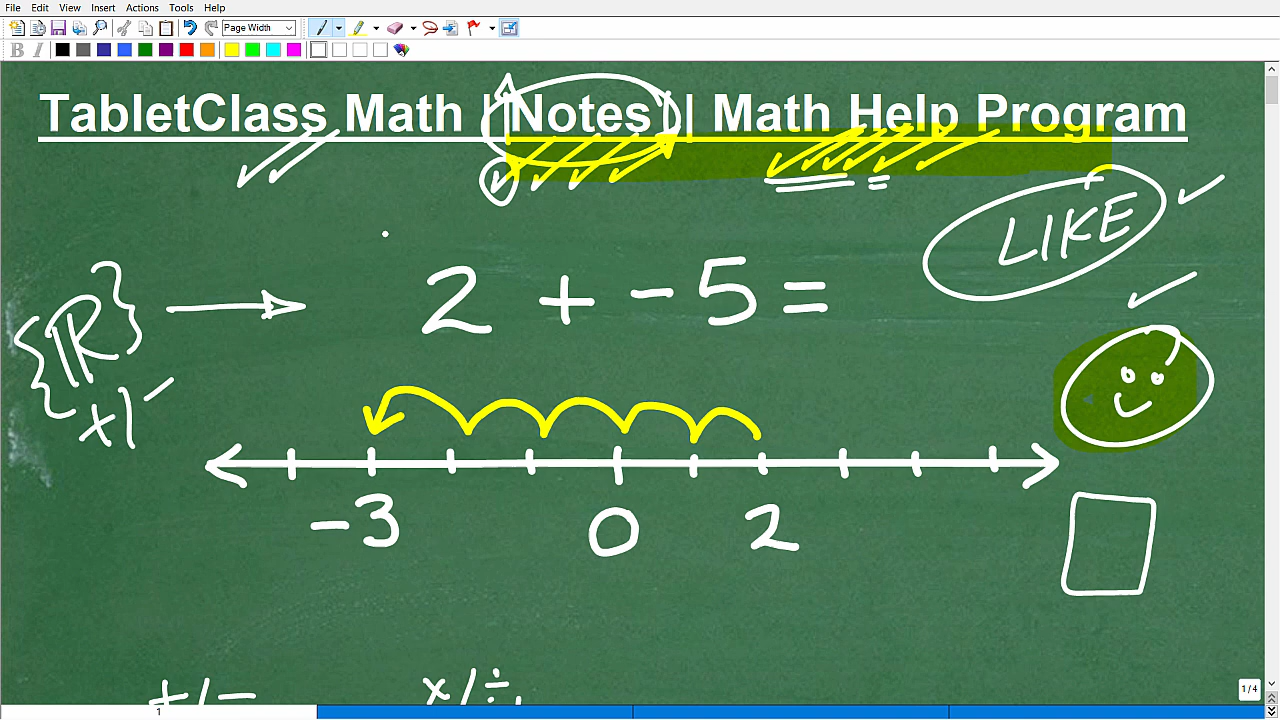 File Edit View Insert Actions Tools Help
Page Width
B I
TabletClass Math | Notes | Math Help Program
LIKE
2 + -5 =
{ℝ}
+/-
-3 0 2
+/- ×/÷
1/4
1